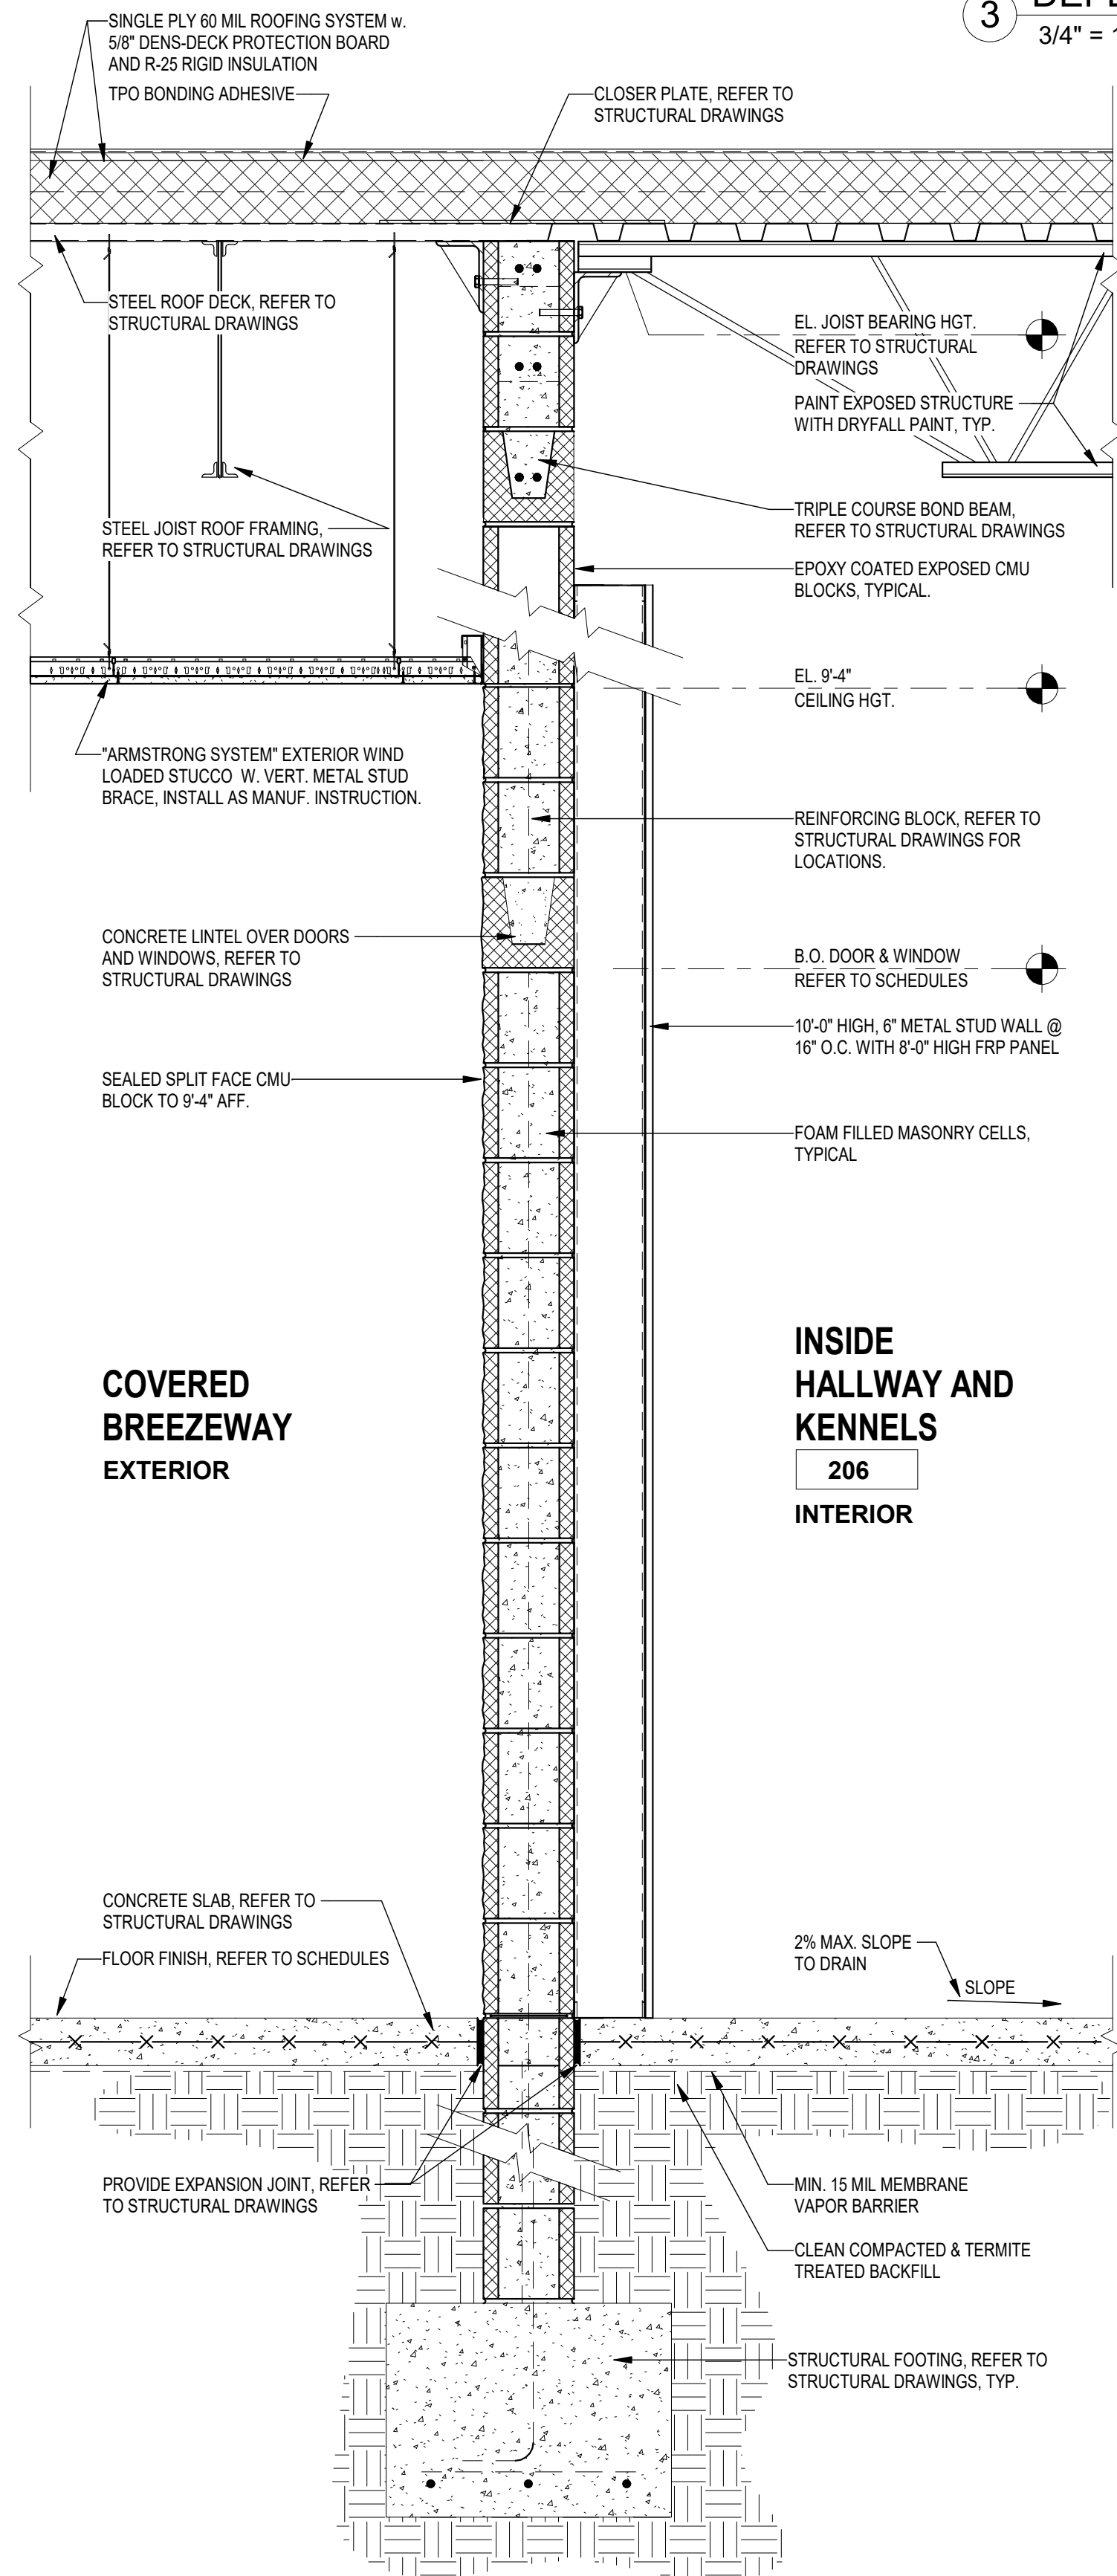 SINGLE PLY 60 MIL ROOFING SYSTEM w.
5/8" DENS-DECK PROTECTION BOARD
AND R-25 RIGID INSULATION
TPO BONDING ADHESIVE
3
3/4" =
CLOSER PLATE, REFER TO
STRUCTURAL DRAWINGS
STEEL ROOF DECK, REFER TO
STRUCTURAL DRAWINGS
EL. JOIST BEARING HGT.
REFER TO STRUCTURAL
DRAWINGS
PAINT EXPOSED STRUCTURE
WITH DRYFALL PAINT, TYP.
STEEL JOIST ROOF FRAMING,
REFER TO STRUCTURAL DRAWINGS
TRIPLE COURSE BOND BEAM,
REFER TO STRUCTURAL DRAWINGS
EPOXY COATED EXPOSED CMU
BLOCKS, TYPICAL.
EL. 9'-4"
CEILING HGT.
"ARMSTRONG SYSTEM" EXTERIOR WIND
LOADED STUCCO W. VERT. METAL STUD
BRACE, INSTALL AS MANUF. INSTRUCTION.
REINFORCING BLOCK, REFER TO
STRUCTURAL DRAWINGS FOR
LOCATIONS.
CONCRETE LINTEL OVER DOORS
AND WINDOWS, REFER TO
STRUCTURAL DRAWINGS
B.O. DOOR & WINDOW
REFER TO SCHEDULES
10'-0" HIGH, 6" METAL STUD WALL @
16" O.C. WITH 8'-0" HIGH FRP PANEL
SEALED SPLIT FACE CMU
BLOCK TO 9'-4" AFF.
FOAM FILLED MASONRY CELLS,
TYPICAL
COVERED
BREEZEWAY
EXTERIOR
INSIDE
HALLWAY AND
KENNELS
206
INTERIOR
CONCRETE SLAB, REFER TO
STRUCTURAL DRAWINGS
FLOOR FINISH, REFER TO SCHEDULES
2% MAX. SLOPE
TO DRAIN
SLOPE
PROVIDE EXPANSION JOINT, REFER
TO STRUCTURAL DRAWINGS
MIN. 15 MIL MEMBRANE
VAPOR BARRIER
CLEAN COMPACTED & TERMITE
TREATED BACKFILL
STRUCTURAL FOOTING, REFER TO
STRUCTURAL DRAWINGS, TYP.